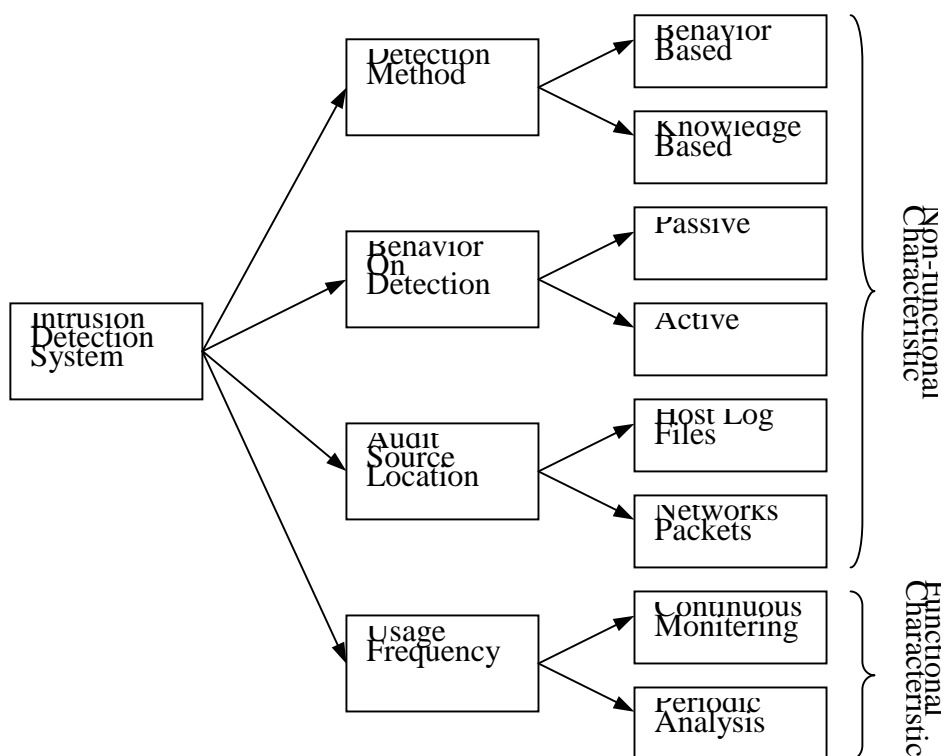 Behavior
Based
Detection
Method
Knowledge
Based
Passive
Behavior
On
Detection
Active
Intrusion
Detection
System
Non-functional
Characteristic
Host Log
Files
Audit
Source
Location
Networks
Packets
Continuous
Monitering
Usage
Frequency
Periodic
Analysis
Functional
Characteristic